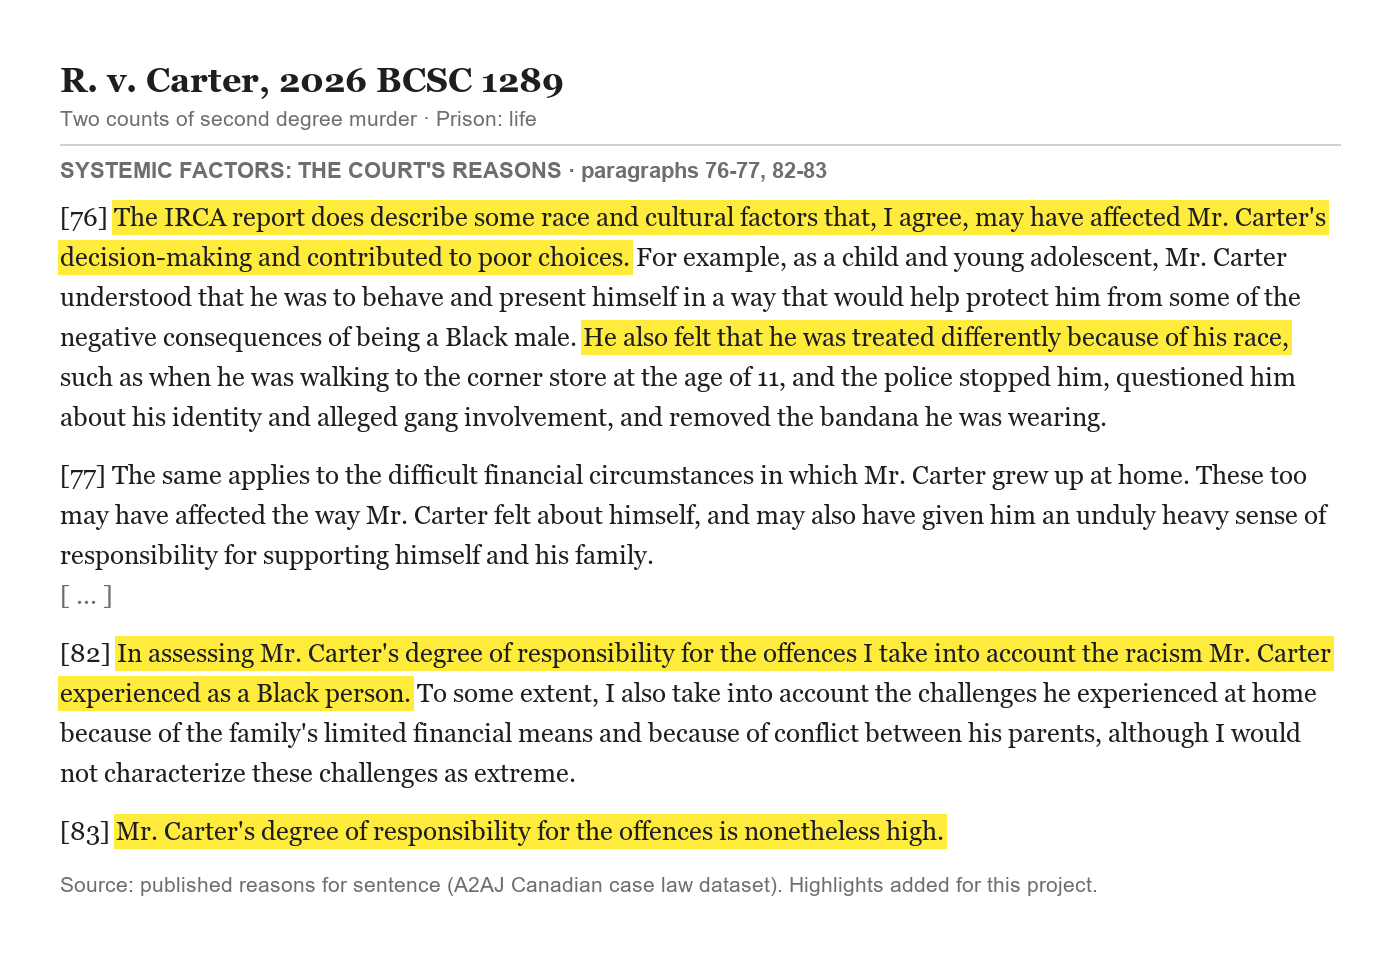 R. v. Carter, 2026 BCSC 1289
Two counts of second degree murder · Prison: life
SYSTEMIC FACTORS: THE COURT'S REASONS · paragraphs 76-77, 82-83
[76] The IRCA report does describe some race and cultural factors that, I agree, may have affected Mr. Carter's
decision-making and contributed to poor choices. For example, as a child and young adolescent, Mr. Carter
understood that he was to behave and present himself in a way that would help protect him from some of the
negative consequences of being a Black male. He also felt that he was treated differently because of his race,
such as when he was walking to the corner store at the age of 11, and the police stopped him, questioned him
about his identity and alleged gang involvement, and removed the bandana he was wearing.
[77] The same applies to the difficult financial circumstances in which Mr. Carter grew up at home. These too
may have affected the way Mr. Carter felt about himself, and may also have given him an unduly heavy sense of
responsibility for supporting himself and his family.
[ ... ]
[82] In assessing Mr. Carter's degree of responsibility for the offences I take into account the racism Mr. Carter
experienced as a Black person. To some extent, I also take into account the challenges he experienced at home
because of the family's limited financial means and because of conflict between his parents, although I would
not characterize these challenges as extreme.
[83] Mr. Carter's degree of responsibility for the offences is nonetheless high.
Source: published reasons for sentence (A2AJ Canadian case law dataset). Highlights added for this project.